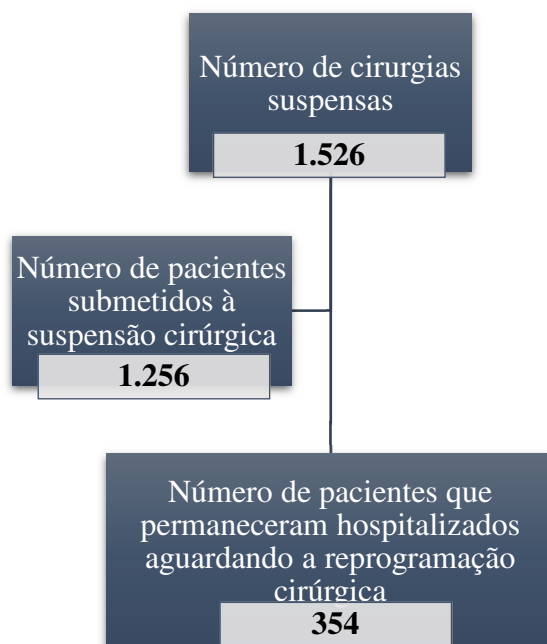 Número de cirurgias
suspensas
1.526
Número de pacientes
submetidos à
suspensão cirúrgica
1.256
Número de pacientes que
permaneceram hospitalizados
aguardando a reprogramação
cirúrgica
354